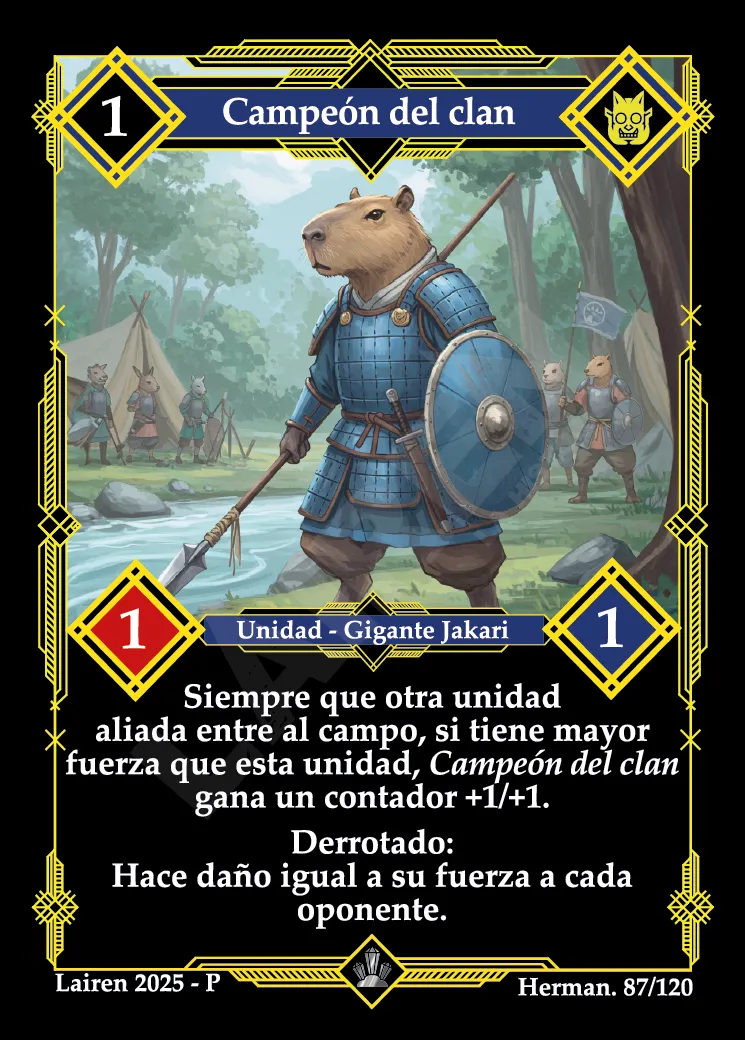 1
Campeón del clan
1
Unidad - Gigante Jakari
1
Siempre que otra unidad
aliada entre al campo, si tiene mayor
fuerza que esta unidad, Campeón del clan
gana un contador +1/+1.
Derrotado:
Hace daño igual a su fuerza a cada
oponente.
Lairen 2025 - P
Herman. 87/120